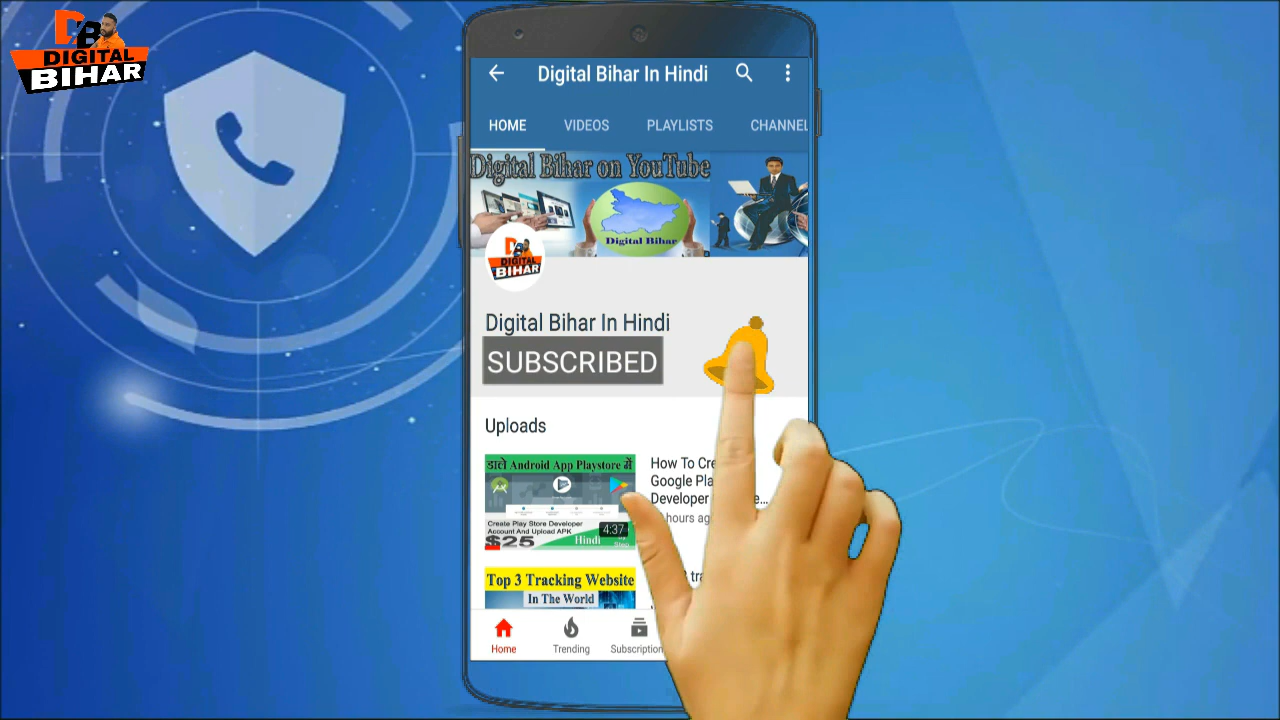 DB
DIGITAL
BIHAR
Digital Bihar In Hindi
HOME VIDEOS PLAYLISTS CHANNEL
Digital Bihar on YouTube
Digital Bihar
DB
DIGITAL
BIHAR
Digital Bihar In Hindi
SUBSCRIBED
Uploads
डाले Android App Playstore में
Create Play Store Developer
Account And Upload APK
$25
Hindi
Step
4:37
How To Cre
Google Pla
Developer
hours ag
Top 3 Tracking Website
In The World
Home Trending Subscription